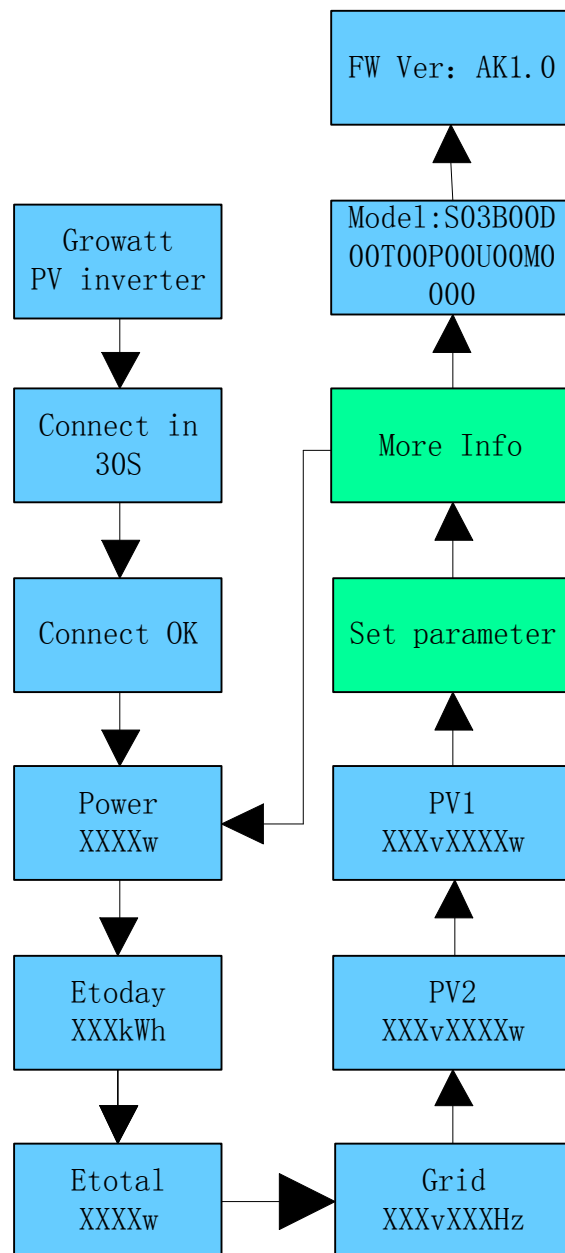 FW Ver: AK1.0
Growatt
PV inverter
Model:S03B00D
00T00P00U00M0
000
Connect in
30S
More Info
Connect OK
Set parameter
Power
XXXXw
PV1
XXXvXXXXw
Etoday
XXXkWh
PV2
XXXvXXXXw
Etotal
XXXXw
Grid
XXXvXXXHz